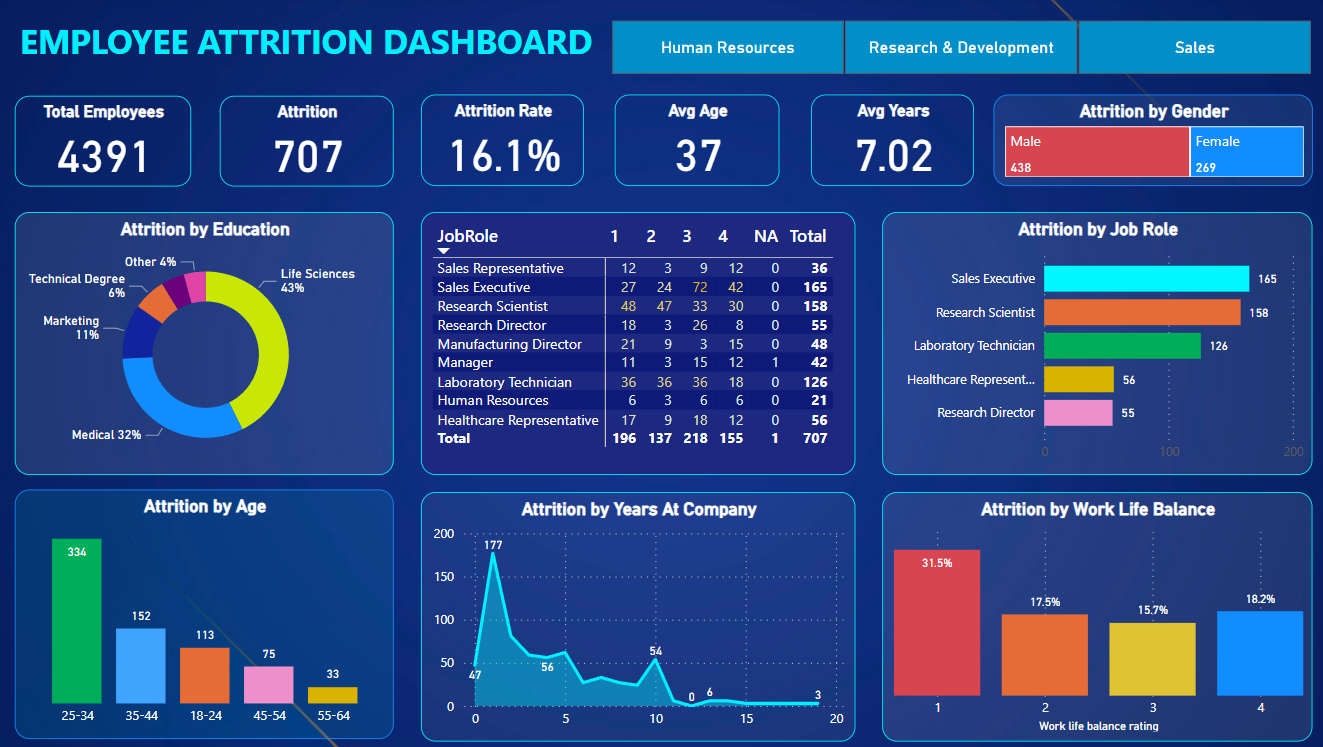 EMPLOYEE ATTRITION DASHBOARD
Human Resources
Research & Development
Sales
Total Employees
4391
Attrition
707
Attrition Rate
16.1%
Avg Age
37
Avg Years
7.02
Attrition by Gender
Male
438
Female
269
Attrition by Education
Other 4%
Technical Degree
6%
Marketing
11%
Medical 32%
Life Sciences
43%
JobRole 1 2 3 4 NA Total
Sales Representative 12 3 9 12 0 36
Sales Executive 27 24 72 42 0 165
Research Scientist 48 47 33 30 0 158
Research Director 18 3 26 8 0 55
Manufacturing Director 21 9 3 15 0 48
Manager 11 3 15 12 1 42
Laboratory Technician 36 36 36 18 0 126
Human Resources 6 3 6 6 0 21
Healthcare Representative 17 9 18 12 0 56
Total 196 137 218 155 1 707
Attrition by Job Role
Sales Executive 165
Research Scientist 158
Laboratory Technician 126
Healthcare Represent... 56
Research Director 55
0 100 200
Attrition by Age
334
152
113
75
33
25-34 35-44 18-24 45-54 55-64
Attrition by Years At Company
200
150
100
50
0
177
47
56
54
0
6
3
0 5 10 15 20
Attrition by Work Life Balance
31.5%
17.5%
15.7%
18.2%
1 2 3 4
Work life balance rating